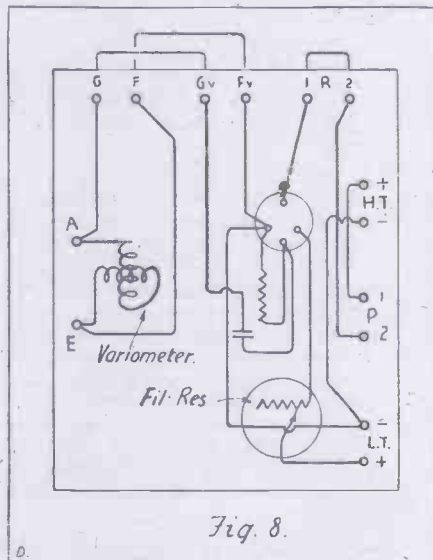 G F Gv Fv 1 R 2
+
H.T.
-
A
1
P
E
2
Variometer.
Fil. Res
-
L.T.
+
Fig. 8.
D.